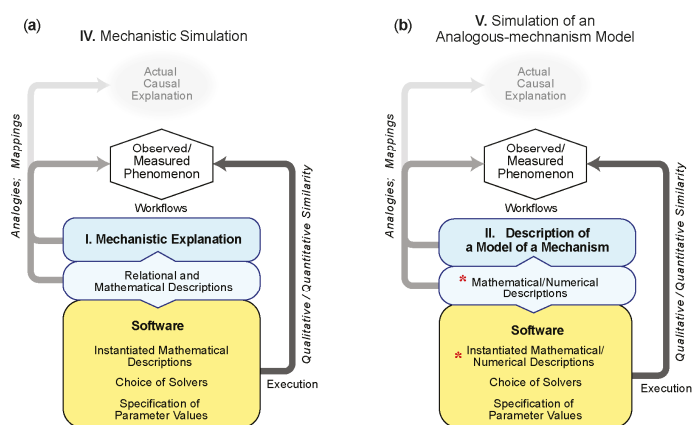 (a)
IV. Mechanistic Simulation
Actual
Causal
Explanation
Analogies; Mappings
Observed/
Measured
Phenomenon
Workflows
I. Mechanistic Explanation
Relational and
Mathematical Descriptions
Software
Instantiated Mathematical
Descriptions
Choice of Solvers
Specification of
Parameter Values
Execution
Qualitative / Quantitative Similarity
(b)
V. Simulation of an
Analogous-mechnanism Model
Actual
Causal
Explanation
Analogies; Mappings
Observed/
Measured
Phenomenon
Workflows
II. Description of
a Model of a Mechanism
* Mathematical/Numerical
Descriptions
Software
* Instantiated Mathematical/
Numerical Descriptions
Choice of Solvers
Specification of
Parameter Values
Execution
Qualitative / Quantitative Similarity